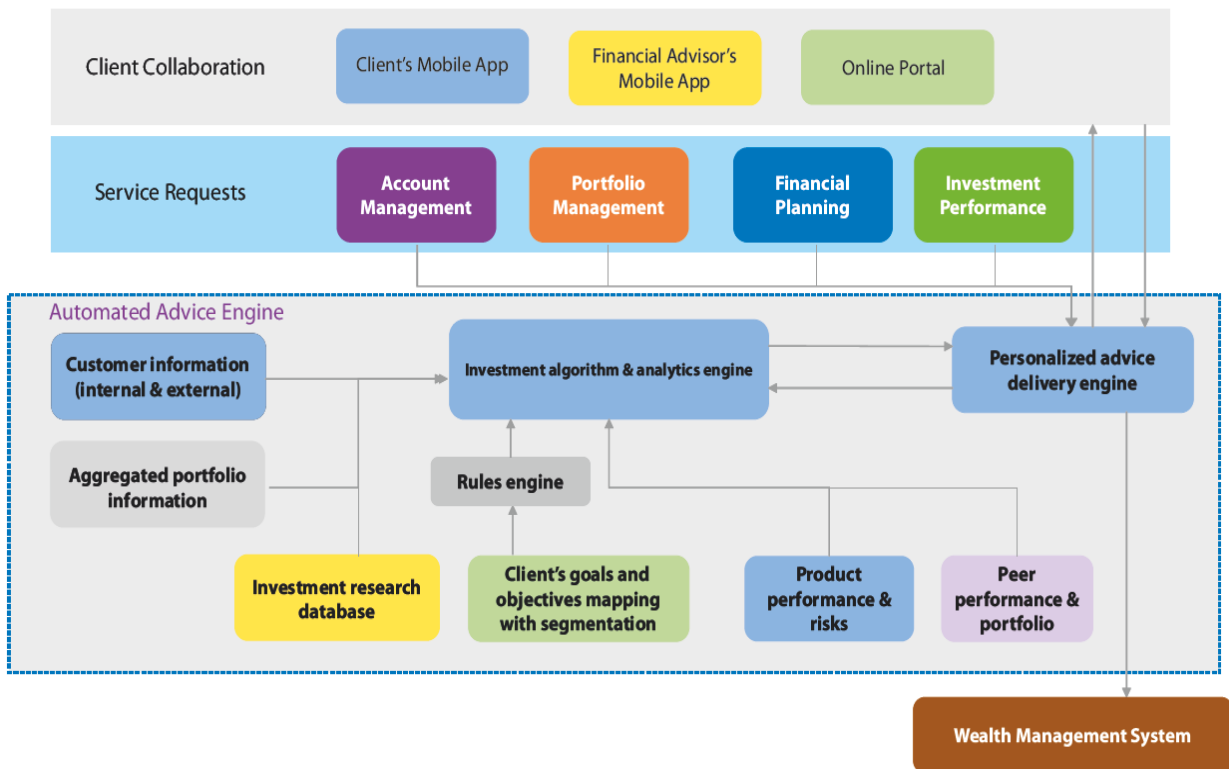 Client Collaboration
Client's Mobile App
Financial Advisor's
Mobile App
Online Portal
Service Requests
Account
Management
Portfolio
Management
Financial
Planning
Investment
Performance
Automated Advice Engine
Customer information
(internal & external)
Investment algorithm & analytics engine
Personalized advice
delivery engine
Aggregated portfolio
information
Rules engine
Investment research
database
Client's goals and
objectives mapping
with segmentation
Product
performance &
risks
Peer
performance &
portfolio
Wealth Management System